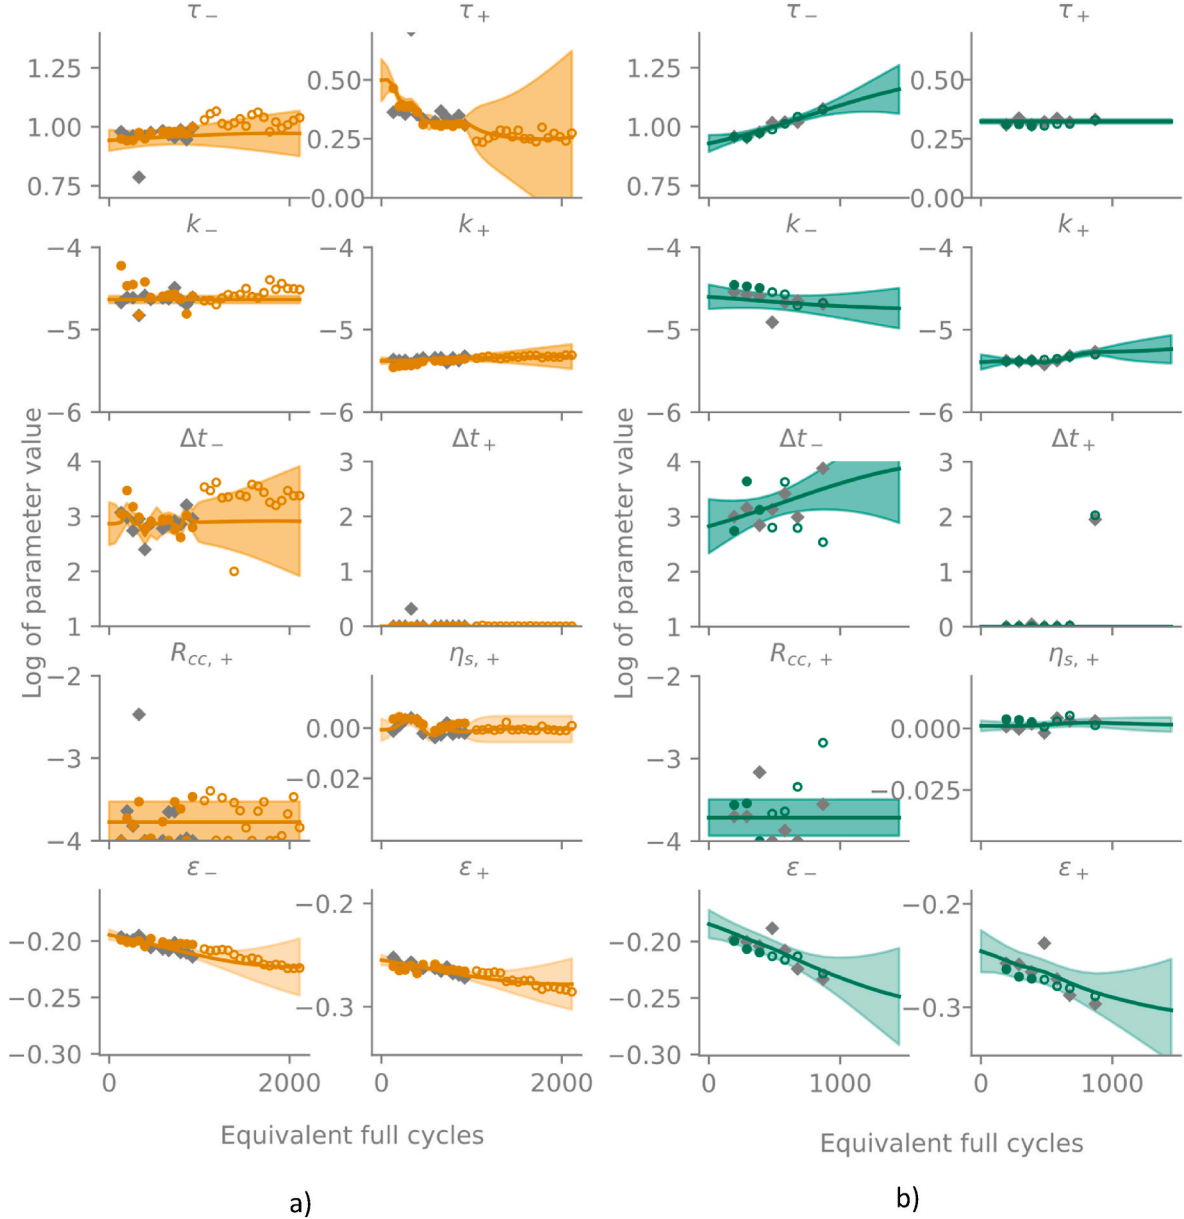 τ− τ+ τ− τ+
1.25 0.50 1.25 0.50
1.00 0.25 1.00 0.25
0.75 0.00 0.75 0.00
k− k+ k− k+
−4 −4 −4 −4
−5 −5 −5 −5
−6 −6 −6 −6
Δt− Δt+ Δt− Δt+
4 3 4 3
3 2 3 2
2 1 2 1
1 0 1 0
Rcc, + ηs, + Rcc, + ηs, +
−2 0.00 −2 0.000
−3 −0.02 −3 −0.025
−4 −4
ε− ε+ ε− ε+
−0.20 −0.2 −0.20 −0.2
−0.25 −0.3 −0.25 −0.3
−0.30 −0.30
0 2000 0 2000 0 1000 0 1000
Log of parameter value
Log of parameter value
Equivalent full cycles
Equivalent full cycles
a)
b)